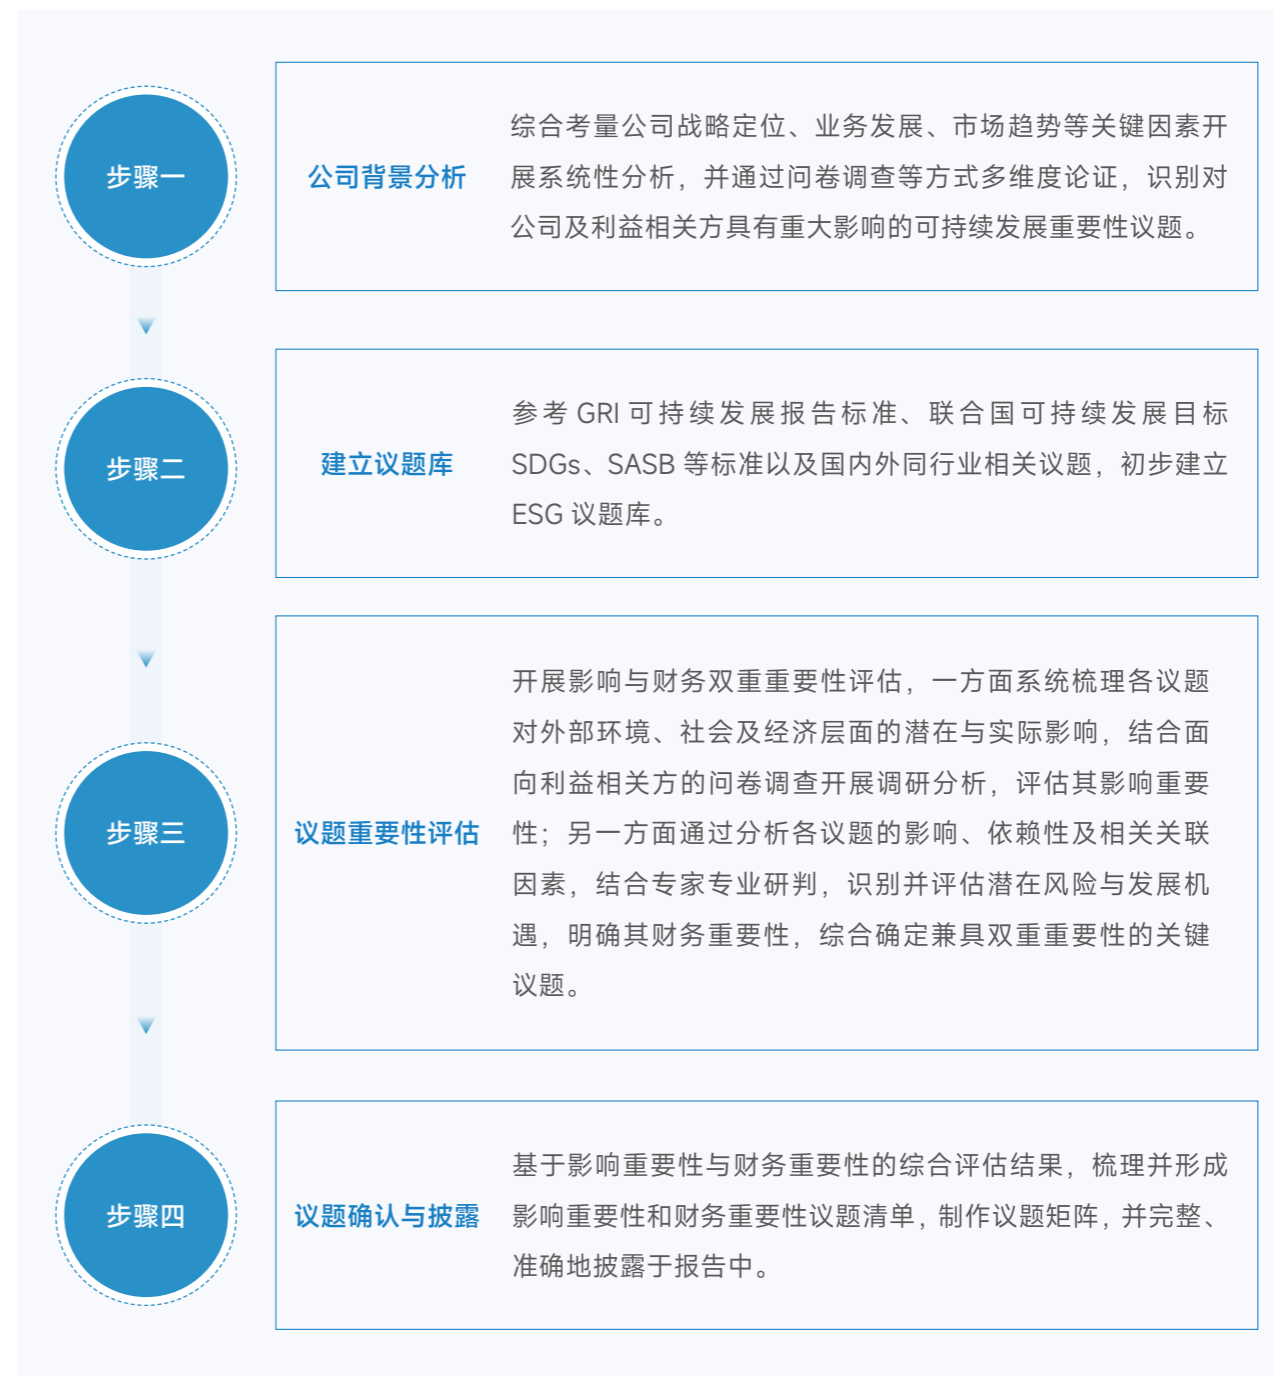 步骤一
公司背景分析
综合考量公司战略定位、业务发展、市场趋势等关键因素开
展系统性分析，并通过问卷调查等方式多维度论证，识别对
公司及利益相关方具有重大影响的可持续发展重要性议题。
步骤二
建立议题库
参考 GRI 可持续发展报告标准、联合国可持续发展目标
SDGs、SASB 等标准以及国内外同行业相关议题，初步建立
ESG 议题库。
步骤三
议题重要性评估
开展影响与财务双重重要性评估，一方面系统梳理各议题
对外部环境、社会及经济层面的潜在与实际影响，结合面
向利益相关方的问卷调查开展调研分析，评估其影响重要
性；另一方面通过分析各议题的影响、依赖性及相关关联
因素，结合专家专业研判，识别并评估潜在风险与发展机
遇，明确其财务重要性，综合确定兼具双重重要性的关键
议题。
步骤四
议题确认与披露
基于影响重要性与财务重要性的综合评估结果，梳理并形成
影响重要性和财务重要性议题清单，制作议题矩阵，并完整、
准确地披露于报告中。